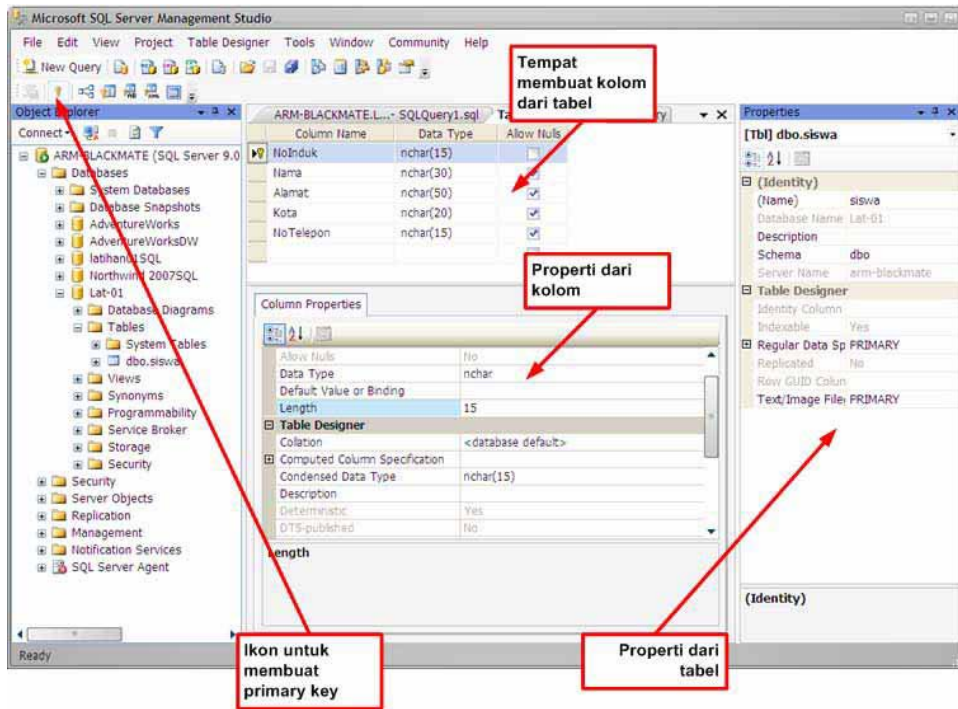 Microsoft SQL Server Management Studio
File Edit View Project Table Designer Tools Window Community Help
New Query
Tempat
membuat kolom
dari tabel
Object Explorer
Connect
ARM-BLACKMATE (SQL Server 9.0
Databases
System Databases
Database Snapshots
AdventureWorks
AdventureWorksDW
latihan01SQL
Northwind 2007SQL
Lat-01
Database Diagrams
Tables
System Tables
dbo.siswa
Views
Synonyms
Programmability
Service Broker
Storage
Security
Security
Server Objects
Replication
Management
Notification Services
SQL Server Agent
ARM-BLACKMATE.L...- SQLQuery1.sql
Column Name Data Type Allow Nulls
NoInduk nchar(15)
Nama nchar(30)
Alamat nchar(50)
Kota nchar(20)
NoTelepon nchar(15)
Properti dari
kolom
Column Properties
Allow Nulls No
Data Type nchar
Default Value or Binding
Length 15
Table Designer
Collation <database default>
Computed Column Specification
Condensed Data Type nchar(15)
Description
Deterministic Yes
DTS-published No
Length
Properties
[Tbl] dbo.siswa
(Identity)
(Name) siswa
Database Name Lat-01
Description
Schema dbo
Server Name arm-blackmate
Table Designer
Identity Column
Indexable Yes
Regular Data Sp PRIMARY
Replicated No
Row GUID Colun
Text/Image File PRIMARY
(Identity)
Ikon untuk
membuat
primary key
Properti dari
tabel
Ready